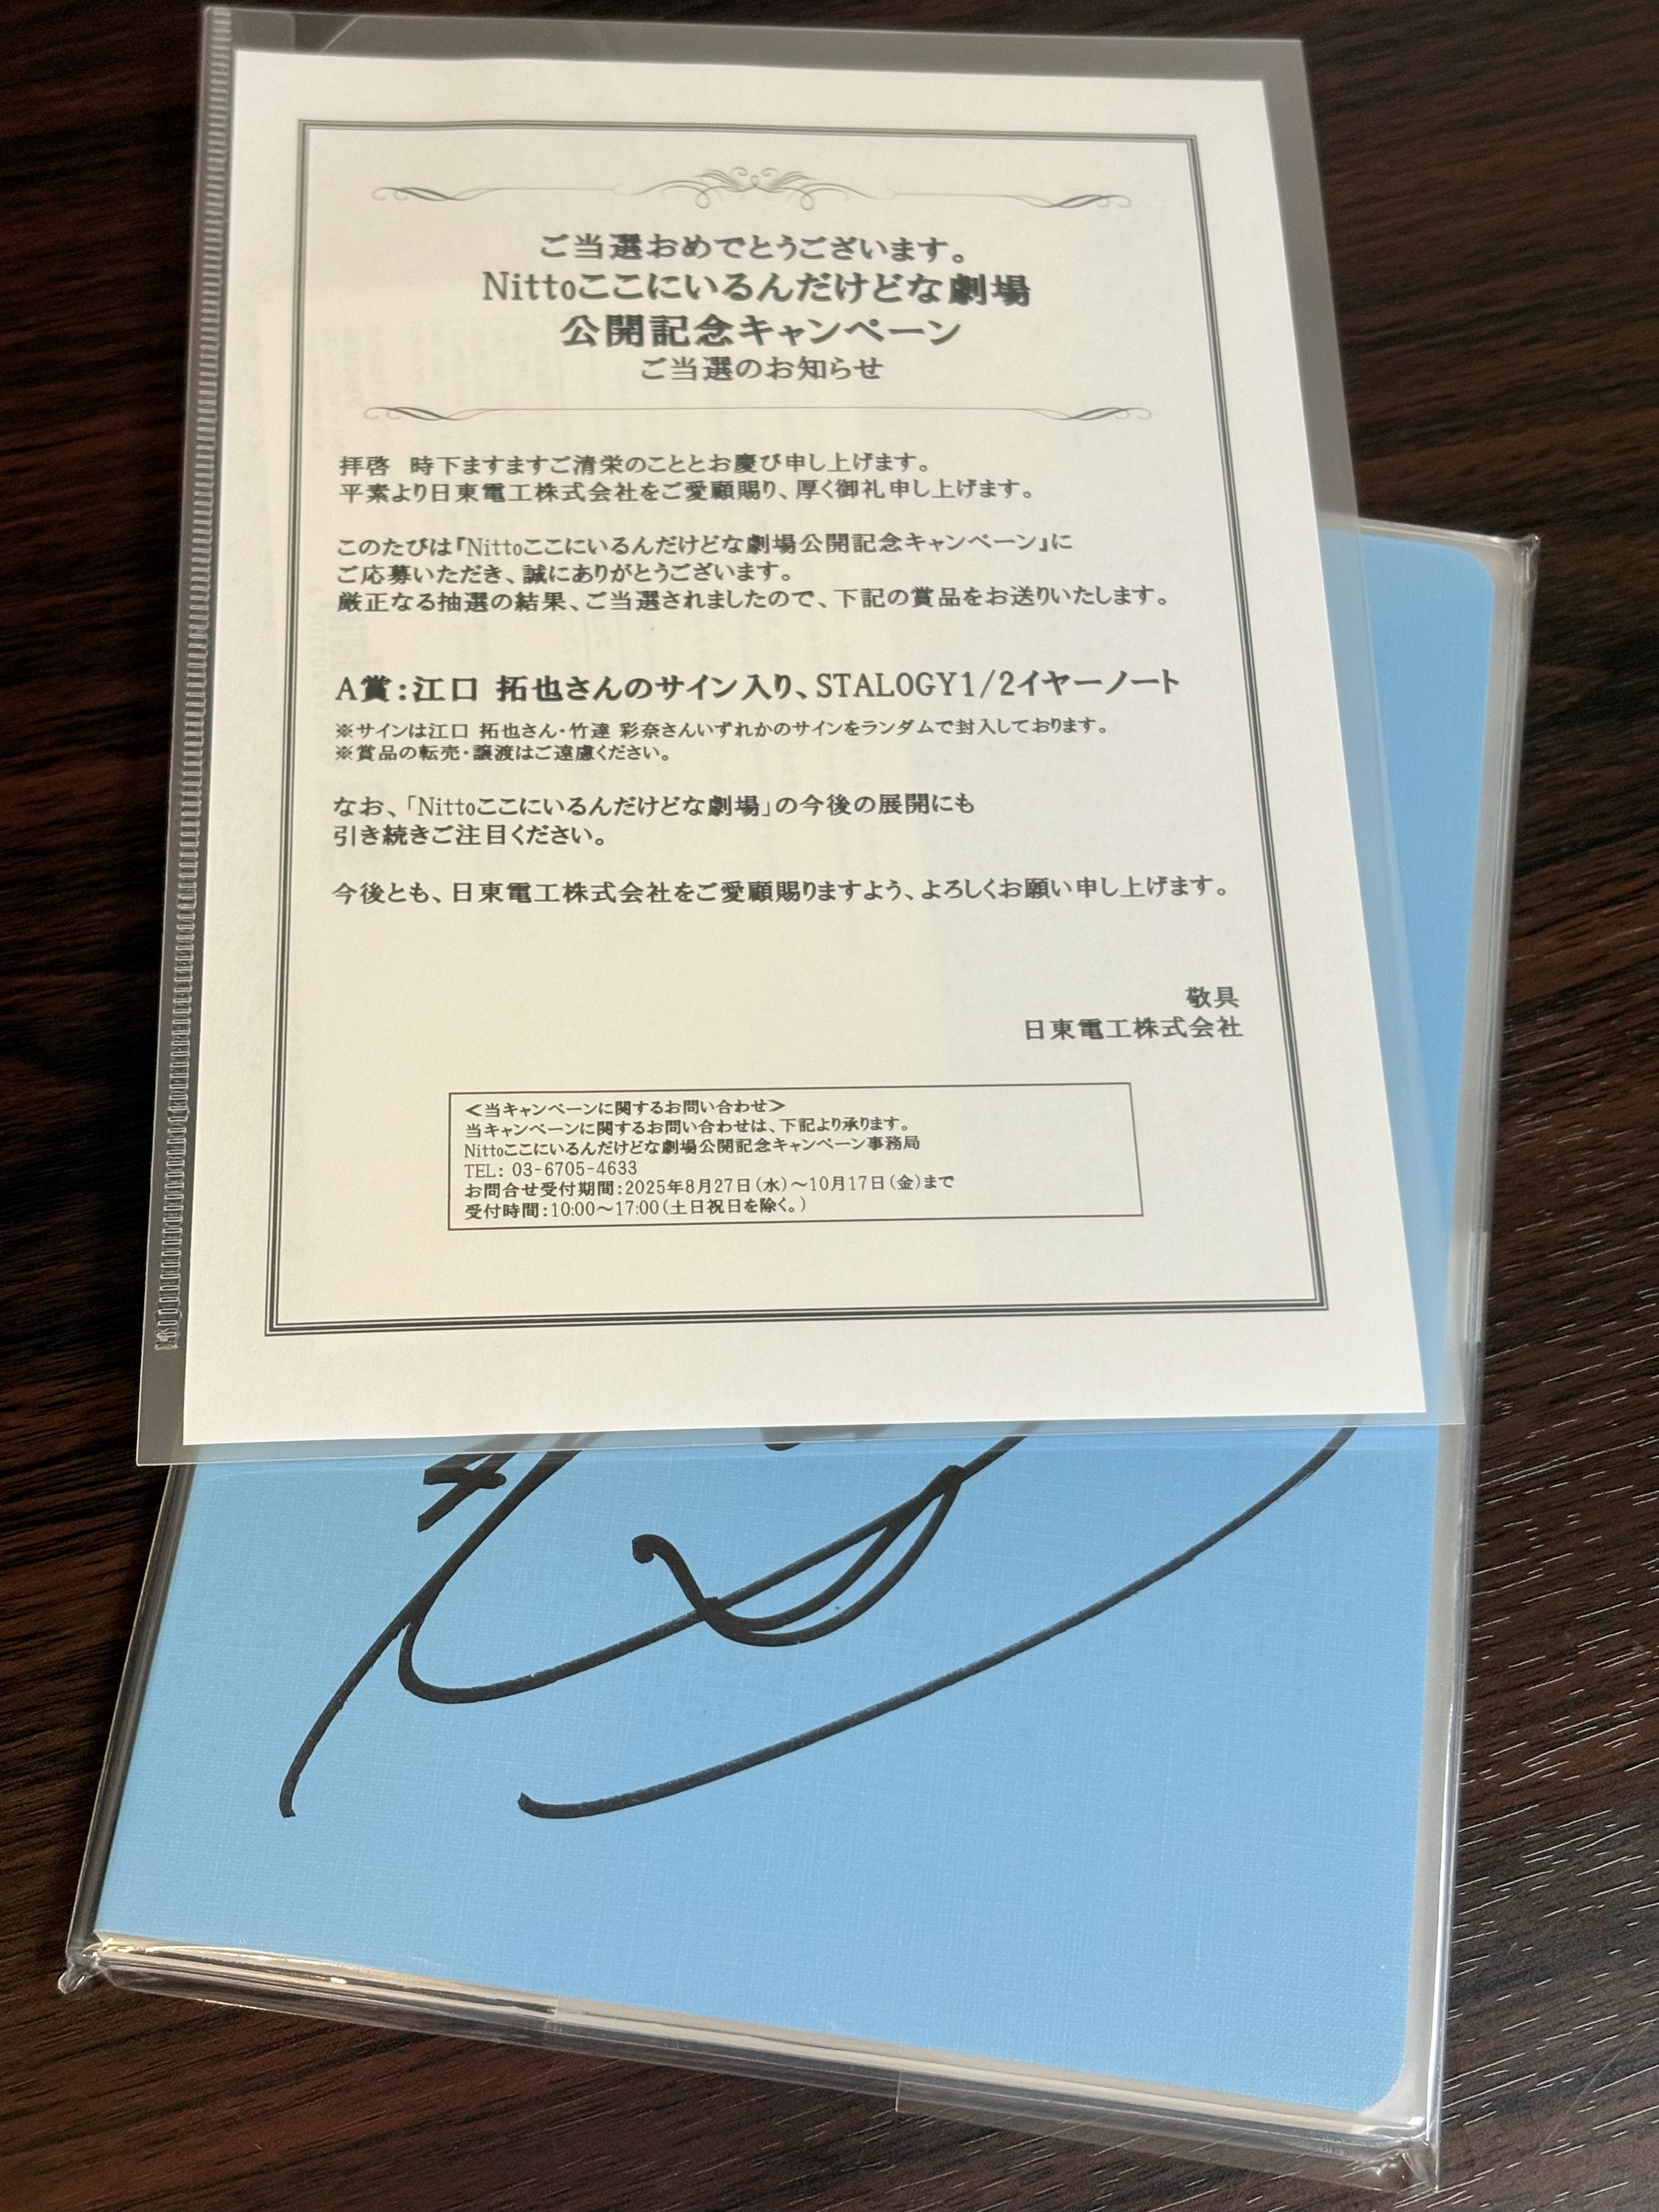 ご当選おめでとうございます。
Nittoここにいるんだけどな劇場
公開記念キャンペーン
ご当選のお知らせ
拝啓　時下ますますご清栄のこととお慶び申し上げます。
平素より日東電工株式会社をご愛顧賜り、厚く御礼申し上げます。
このたびは『Nittoここにいるんだけどな劇場公開記念キャンペーン』に
ご応募いただき、誠にありがとうございます。
厳正なる抽選の結果、ご当選されましたので、下記の賞品をお送りいたします。
A賞：江口 拓也さんのサイン入り、STALOGY1/2イヤーノート
※サインは江口 拓也さん・竹達 彩奈さんいずれかのサインをランダムで封入しております。
※賞品の転売・譲渡はご遠慮ください。
なお、「Nittoここにいるんだけどな劇場」の今後の展開にも
引き続きご注目ください。
今後とも、日東電工株式会社をご愛顧賜りますよう、よろしくお願い申し上げます。
敬具
日東電工株式会社
＜当キャンペーンに関するお問い合わせ＞
当キャンペーンに関するお問い合わせは、下記より承ります。
Nittoここにいるんだけどな劇場公開記念キャンペーン事務局
TEL: 03-6705-4633
お問合せ受付期間：2025年8月27日（水）～10月17日（金）まで
受付時間：10:00～17:00（土日祝日を除く。）